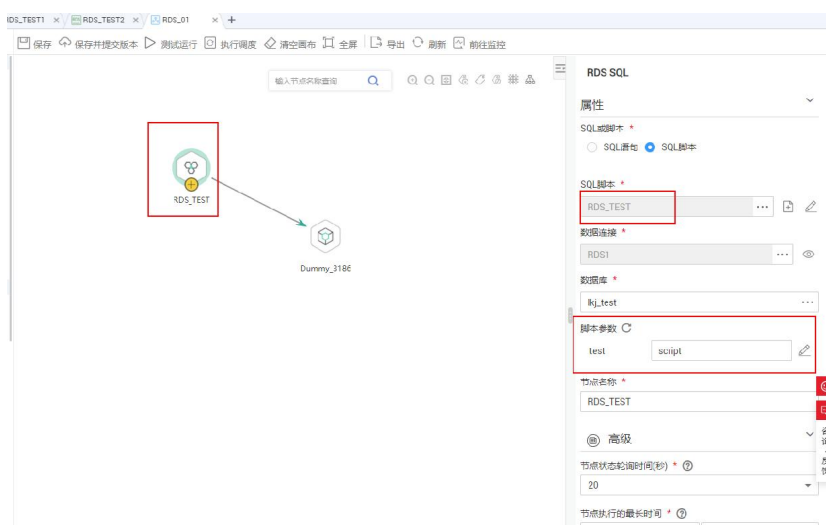 IDS_TEST1 × RDS_TEST2 × RDS_01 × +
保存 保存并提交版本 测试运行 执行调度 清空画布 全屏 导出 刷新 前往监控
输入节点名称查询
RDS SQL
属性
SQL或脚本 *
SQL语句 SQL脚本
SQL脚本 *
RDS_TEST ...
数据连接 *
RDS1 ...
数据库 *
lkj_test ...
脚本参数
test script
节点名称 *
RDS_TEST
高级
节点状态轮询时间(秒) *
20
节点执行的最长时间 *
RDS_TEST
Dummy_3186